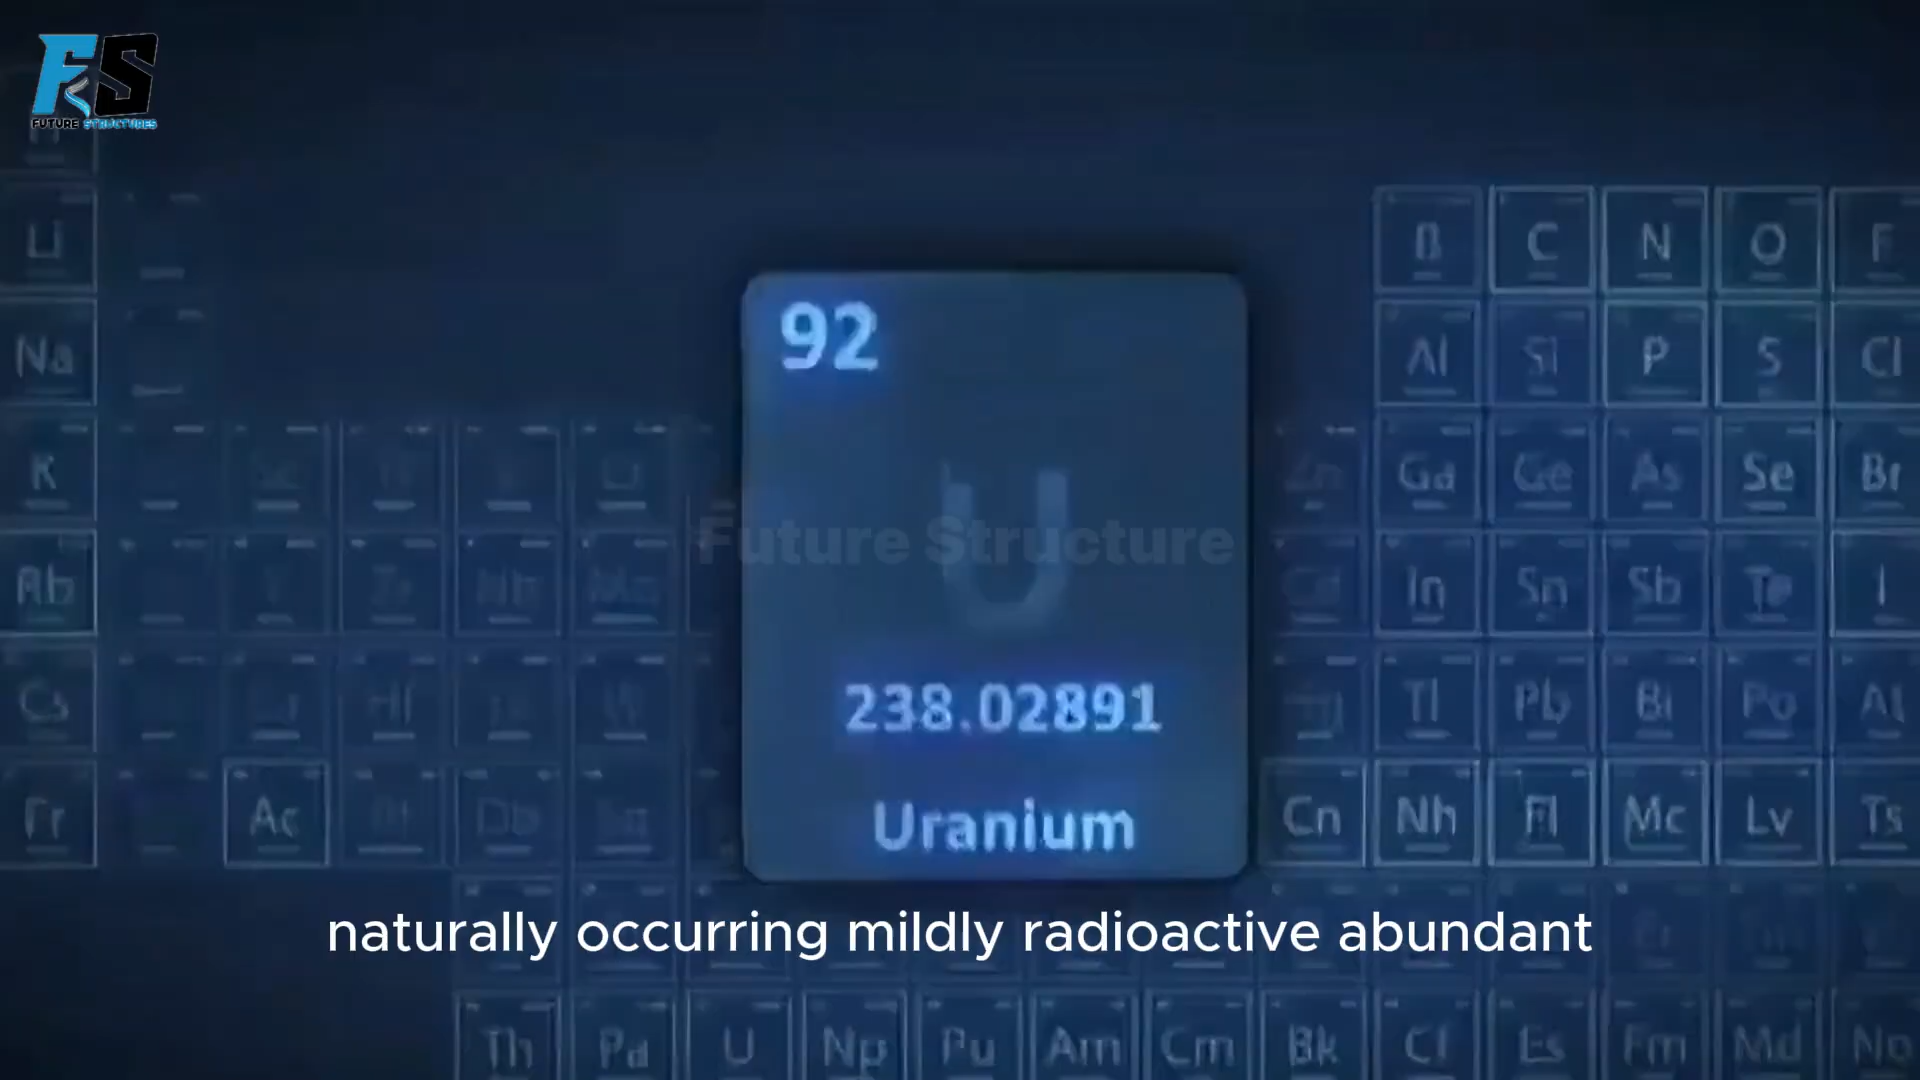 FS
FUTURE STRUCTURES
Li B C N O F
Na Al Si P S Cl
K Ga Ge As Se Br
Rb In Sn Sb Te I
Cs Hf Tl Pb Bi Po At
Fr Ac Db Cn Nh Fl Mc Lv Ts
92
U
Future Structure
238.02891
Uranium
naturally occurring mildly radioactive abundant
Th Pa U Np Pu Am Cm Bk Cf Es Fm Md No